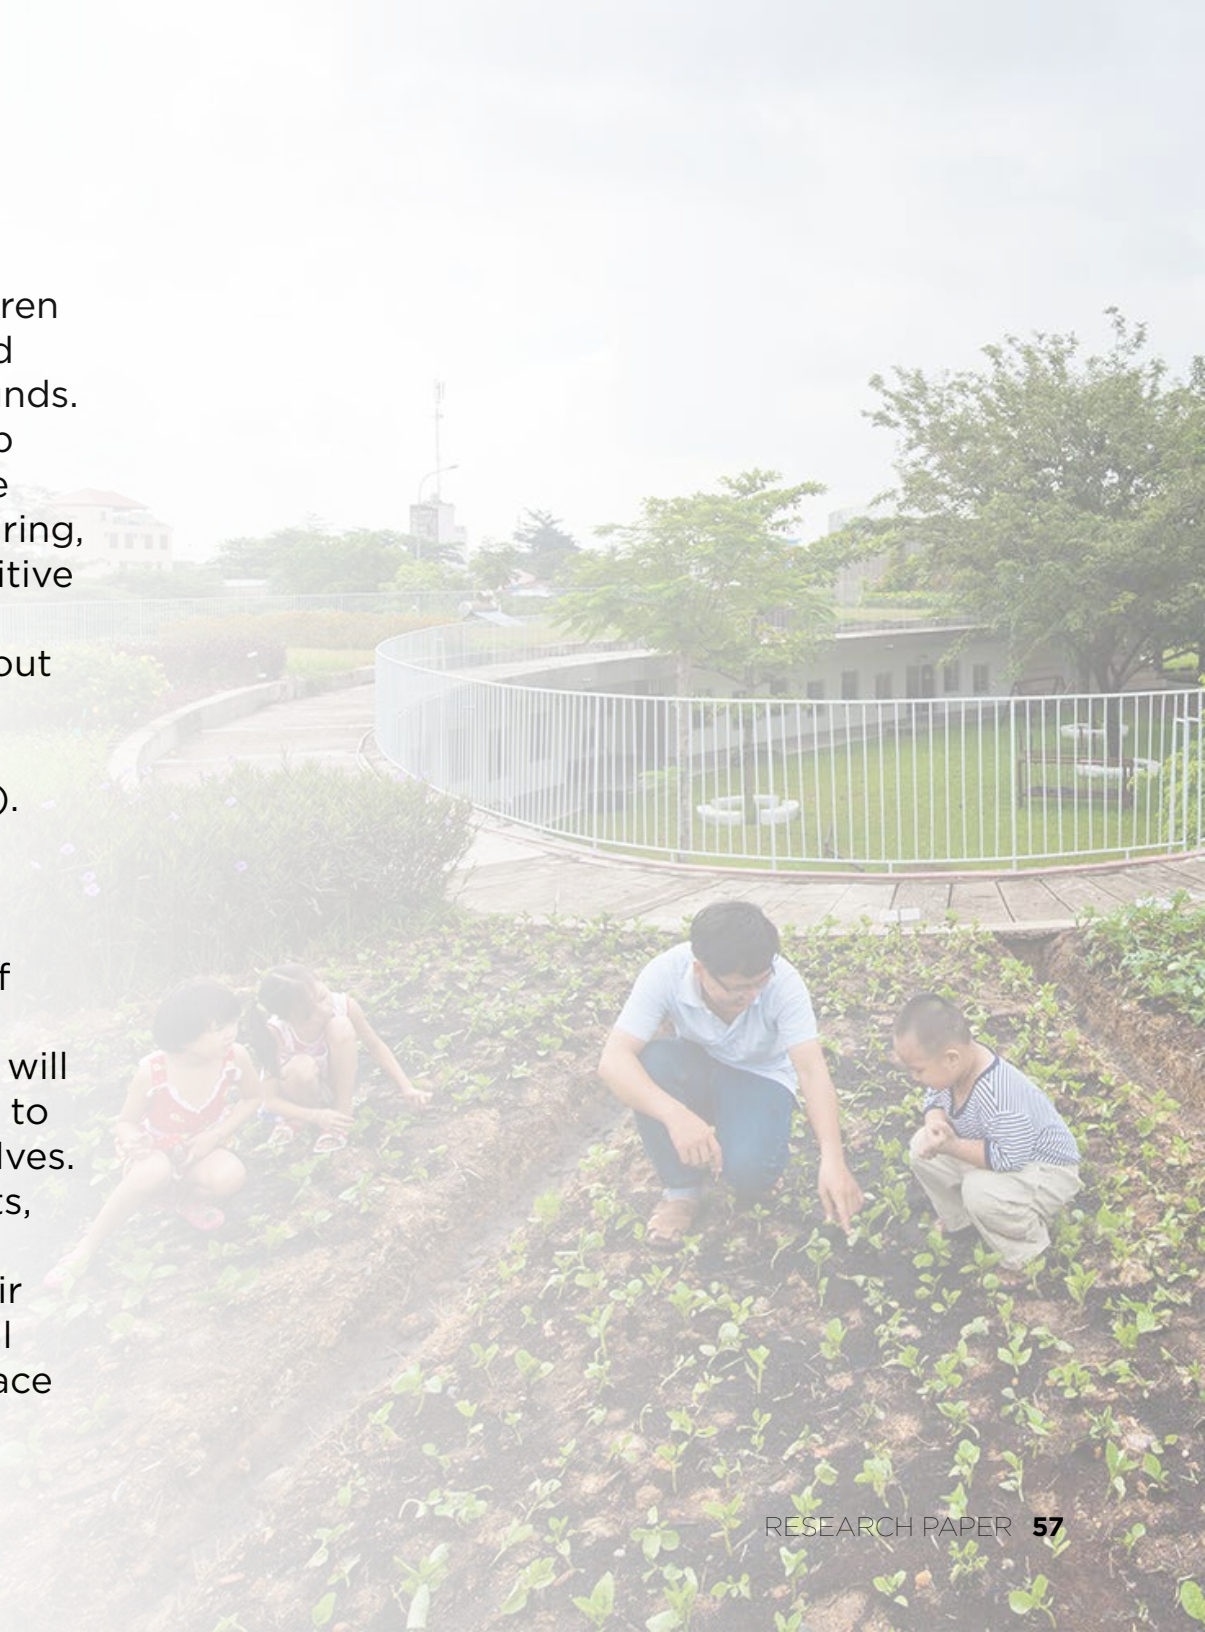 ren
d
nds.
o
e
ring,
itive
out
).
f
will
to
lves.
ts,
ir
l
ace
RESEARCH PAPER 57